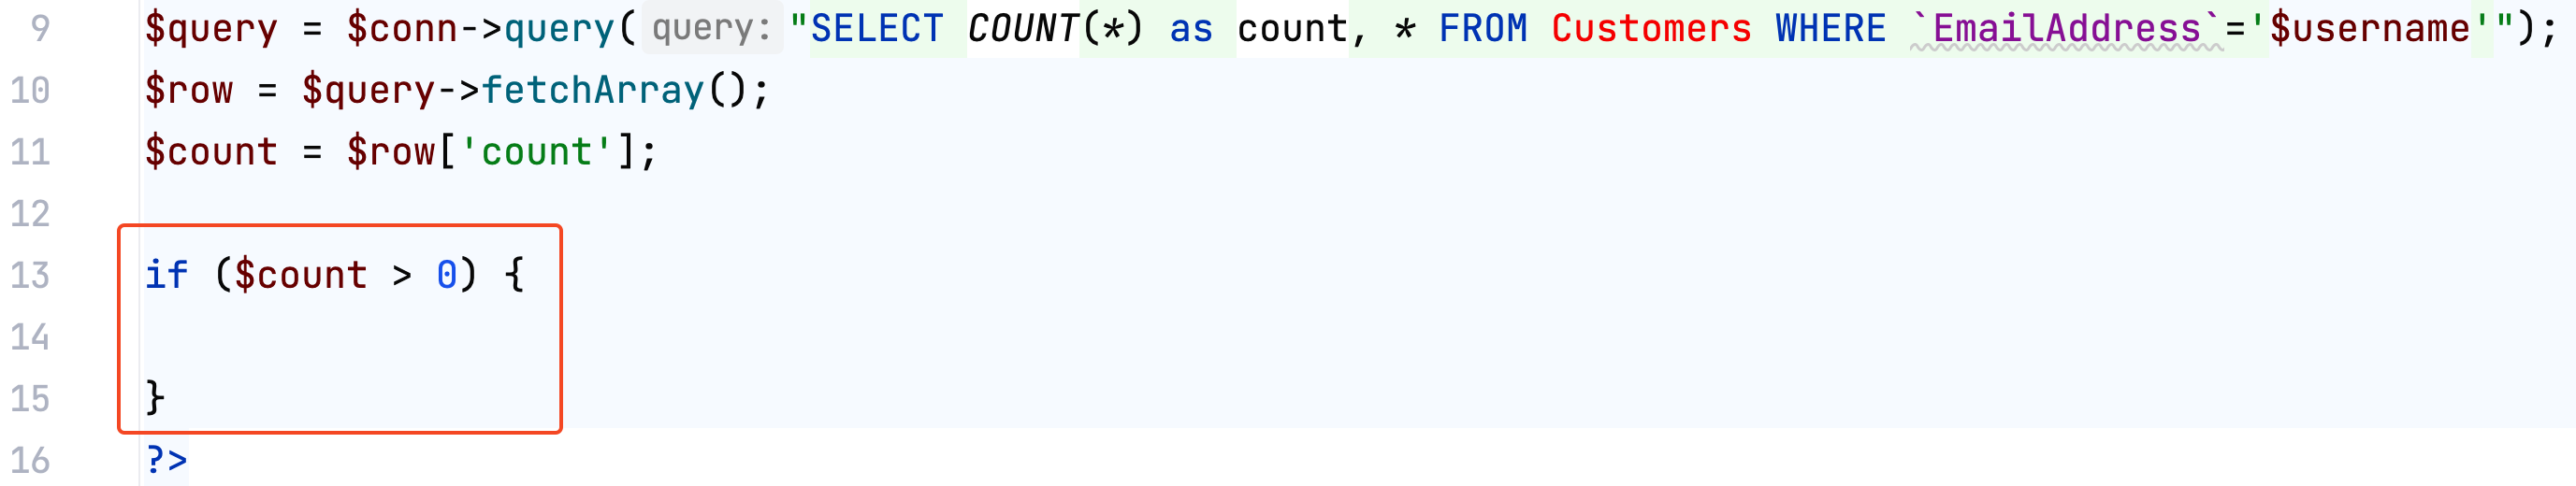 9 $query = $conn->query( query: "SELECT COUNT(*) as count, * FROM Customers WHERE `EmailAddress`='$username'");
10 $row = $query->fetchArray();
11 $count = $row['count'];
12
13 if ($count > 0) {
14
15 }
16 ?>